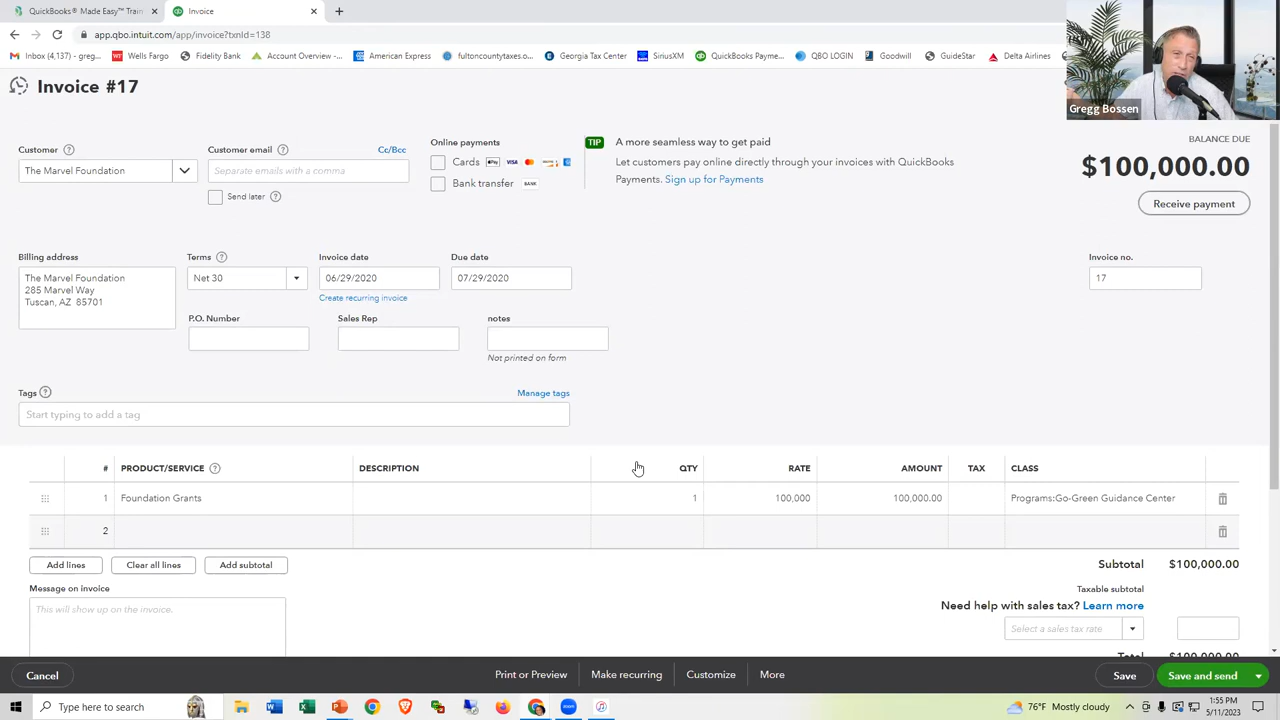 QuickBooks® Made Easy™ Train
Invoice
app.qbo.intuit.com/app/invoice?txnId=138
Inbox (4,137) - greg...
Wells Fargo
Fidelity Bank
Account Overview -...
American Express
fultoncountytaxes.o...
Georgia Tax Center
SiriusXM
QuickBooks Payme...
QBO LOGIN
Goodwill
GuideStar
Delta Airlines
Gregg Bossen
Invoice #17
Customer
Customer email
Cc/Bcc
Online payments
TIP
A more seamless way to get paid
BALANCE DUE
The Marvel Foundation
Separate emails with a comma
Cards
Let customers pay online directly through your invoices with QuickBooks
$100,000.00
Bank transfer
BANK
Payments. Sign up for Payments
Send later
Receive payment
Billing address
Terms
Invoice date
Due date
Invoice no.
The Marvel Foundation
285 Marvel Way
Tuscan, AZ 85701
Net 30
06/29/2020
07/29/2020
17
Create recurring invoice
P.O. Number
Sales Rep
notes
Not printed on form
Tags
Manage tags
Start typing to add a tag
# PRODUCT/SERVICE DESCRIPTION QTY RATE AMOUNT TAX CLASS
1 Foundation Grants 1 100,000 100,000.00 Programs:Go-Green Guidance Center
2
Add lines
Clear all lines
Add subtotal
Subtotal $100,000.00
Message on invoice
Taxable subtotal
This will show up on the invoice.
Need help with sales tax? Learn more
Select a sales tax rate
Total $100,000.00
Cancel
Print or Preview
Make recurring
Customize
More
Save
Save and send
Type here to search
76°F Mostly cloudy
1:55 PM
5/11/2023